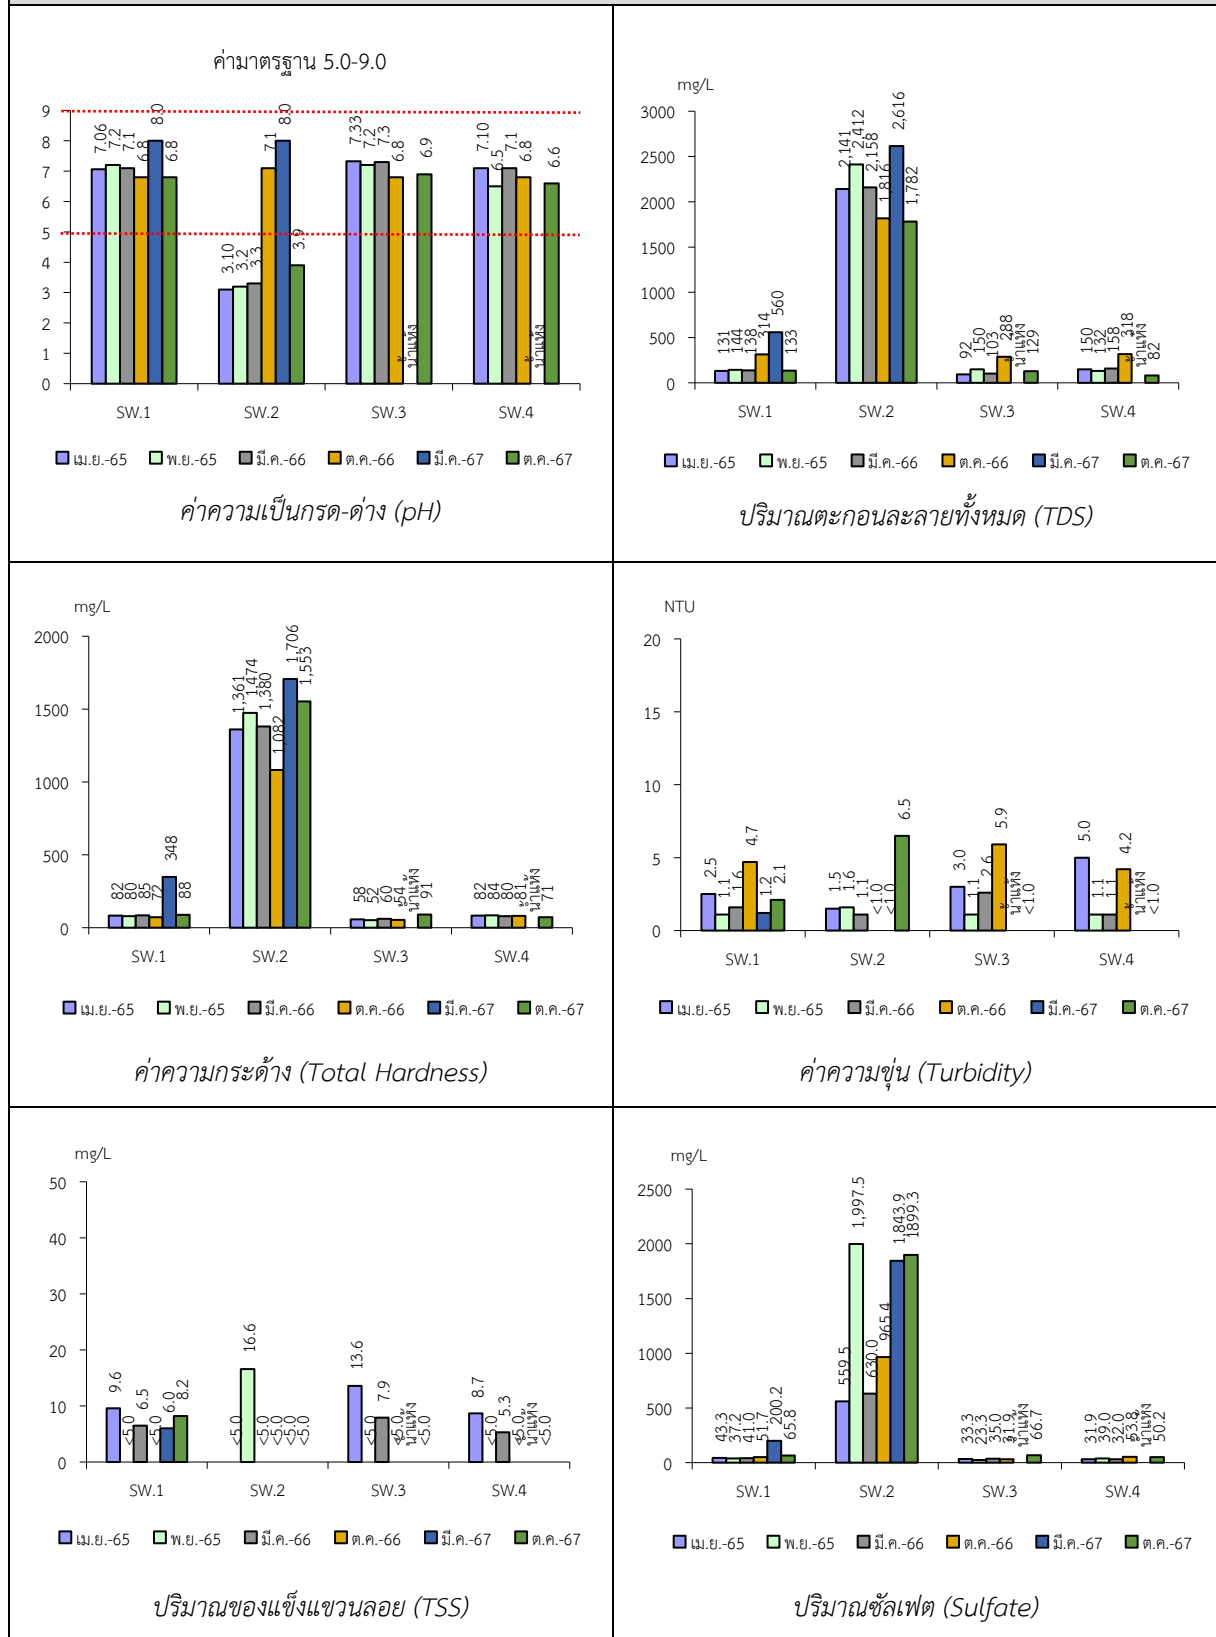 ค่ามาตรฐาน 5.0-9.0
9
8
7
6
5
4
3
2
1
0
7.06 7.2 7.1 6.8 8.0 6.8
3.10 3.2 3.3 7.1 8.0 3.9
7.33 7.2 7.3 6.8 น้ำแห้ง 6.9
7.10 6.5 7.1 6.8 น้ำแห้ง 6.6
SW.1 SW.2 SW.3 SW.4
เม.ย.-65 พ.ย.-65 มี.ค.-66 ต.ค.-66 มี.ค.-67 ต.ค.-67
ค่าความเป็นกรด-ด่าง (pH)
mg/L
3000
2500
2000
1500
1000
500
0
131 144 138 314 560 133
2,141 2,412 2,158 1,816 2,616 1,782
92 150 103 288 น้ำแห้ง 129
150 132 158 318 น้ำแห้ง 82
SW.1 SW.2 SW.3 SW.4
เม.ย.-65 พ.ย.-65 มี.ค.-66 ต.ค.-66 มี.ค.-67 ต.ค.-67
ปริมาณตะกอนละลายทั้งหมด (TDS)
mg/L
2000
1500
1000
500
0
82 80 85 72 348 88
1,361 1,474 1,380 1,082 1,706 1,553
58 52 60 54 น้ำแห้ง 91
82 84 80 81 น้ำแห้ง 71
SW.1 SW.2 SW.3 SW.4
เม.ย.-65 พ.ย.-65 มี.ค.-66 ต.ค.-66 มี.ค.-67 ต.ค.-67
ค่าความกระด้าง (Total Hardness)
NTU
20
15
10
5
0
2.5 1.1 1.6 4.7 1.2 2.1
1.5 1.6 1.1 <1.0 <1.0 6.5
3.0 1.1 2.6 5.9 น้ำแห้ง <1.0
5.0 1.1 1.1 4.2 น้ำแห้ง <1.0
SW.1 SW.2 SW.3 SW.4
เม.ย.-65 พ.ย.-65 มี.ค.-66 ต.ค.-66 มี.ค.-67 ต.ค.-67
ค่าความขุ่น (Turbidity)
mg/L
50
40
30
20
10
0
9.6 <5.0 6.5 <5.0 6.0 8.2
<5.0 16.6 <5.0 <5.0 <5.0 <5.0
13.6 <5.0 7.9 <5.0 น้ำแห้ง <5.0
8.7 <5.0 5.3 <5.0 น้ำแห้ง <5.0
SW.1 SW.2 SW.3 SW.4
เม.ย.-65 พ.ย.-65 มี.ค.-66 ต.ค.-66 มี.ค.-67 ต.ค.-67
ปริมาณของแข็งแขวนลอย (TSS)
mg/L
2500
2000
1500
1000
500
0
43.3 37.2 41.0 51.7 200.2 65.8
559.5 1,997.5 630.0 965.4 1,843.9 1899.3
33.3 23.3 35.0 31.9 น้ำแห้ง 66.7
31.9 39.0 32.0 53.8 น้ำแห้ง 50.2
SW.1 SW.2 SW.3 SW.4
เม.ย.-65 พ.ย.-65 มี.ค.-66 ต.ค.-66 มี.ค.-67 ต.ค.-67
ปริมาณซัลเฟต (Sulfate)